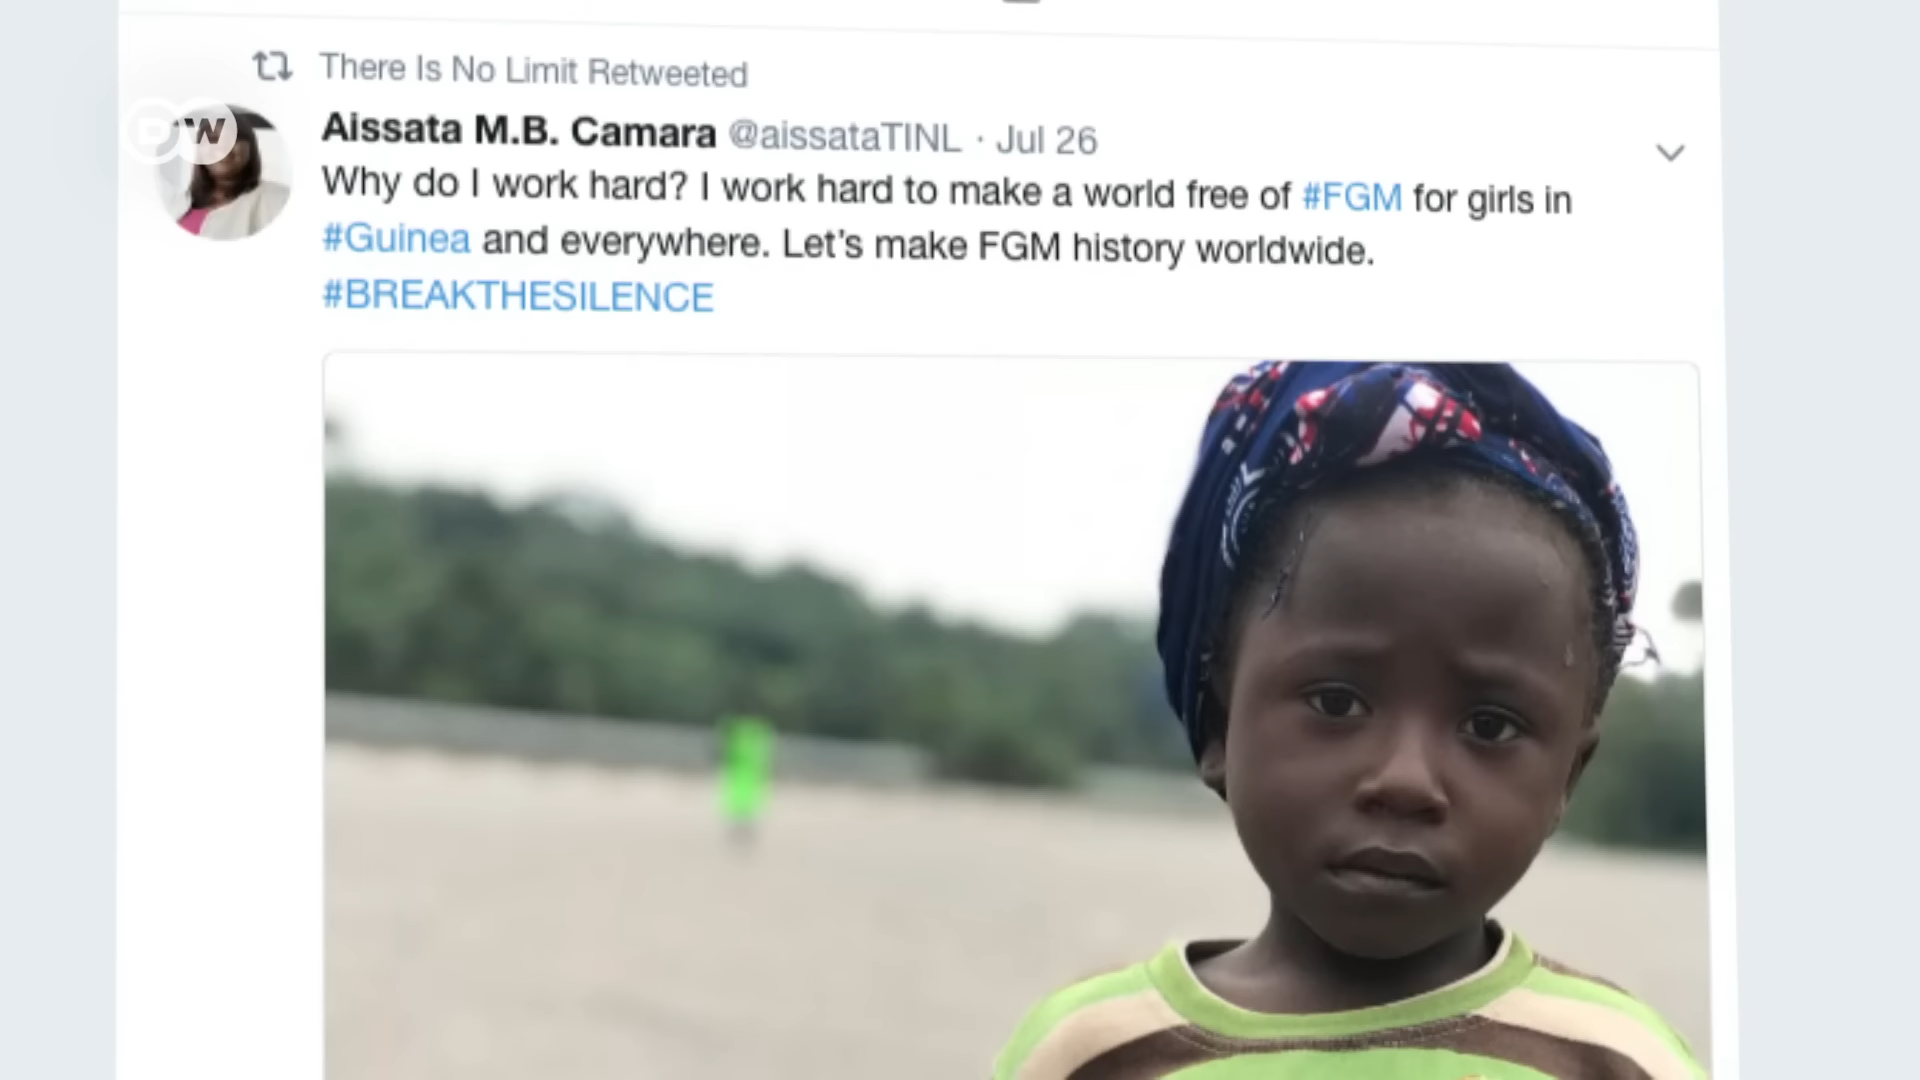 There Is No Limit Retweeted
DW
Aissata M.B. Camara @aissataTINL · Jul 26
Why do I work hard? I work hard to make a world free of #FGM for girls in
#Guinea and everywhere. Let's make FGM history worldwide.
#BREAKTHESILENCE